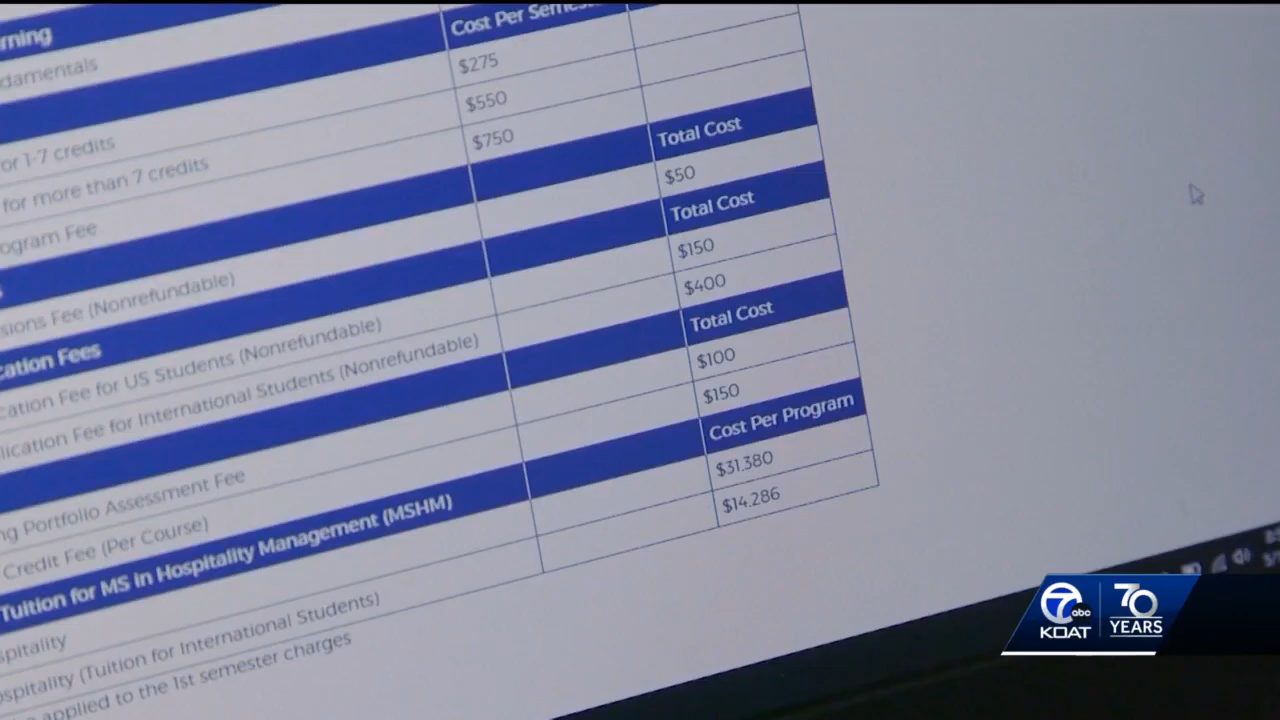 rning
damentals
Cost Per Semes
or 1-7 credits $275
for more than 7 credits $550
ogram Fee $750
s Total Cost
sions Fee (Nonrefundable) $50
cation Fees Total Cost
cation Fee for US Students (Nonrefundable) $150
lication Fee for International Students (Nonrefundable) $400
Total Cost
ng Portfolio Assessment Fee $100
Credit Fee (Per Course) $150
Tuition for MS in Hospitality Management (MSHM) Cost Per Program
spitality $31,380
spitality (Tuition for International Students) $14,286
applied to the 1st semester charges
7 abc
KOAT
70
YEARS